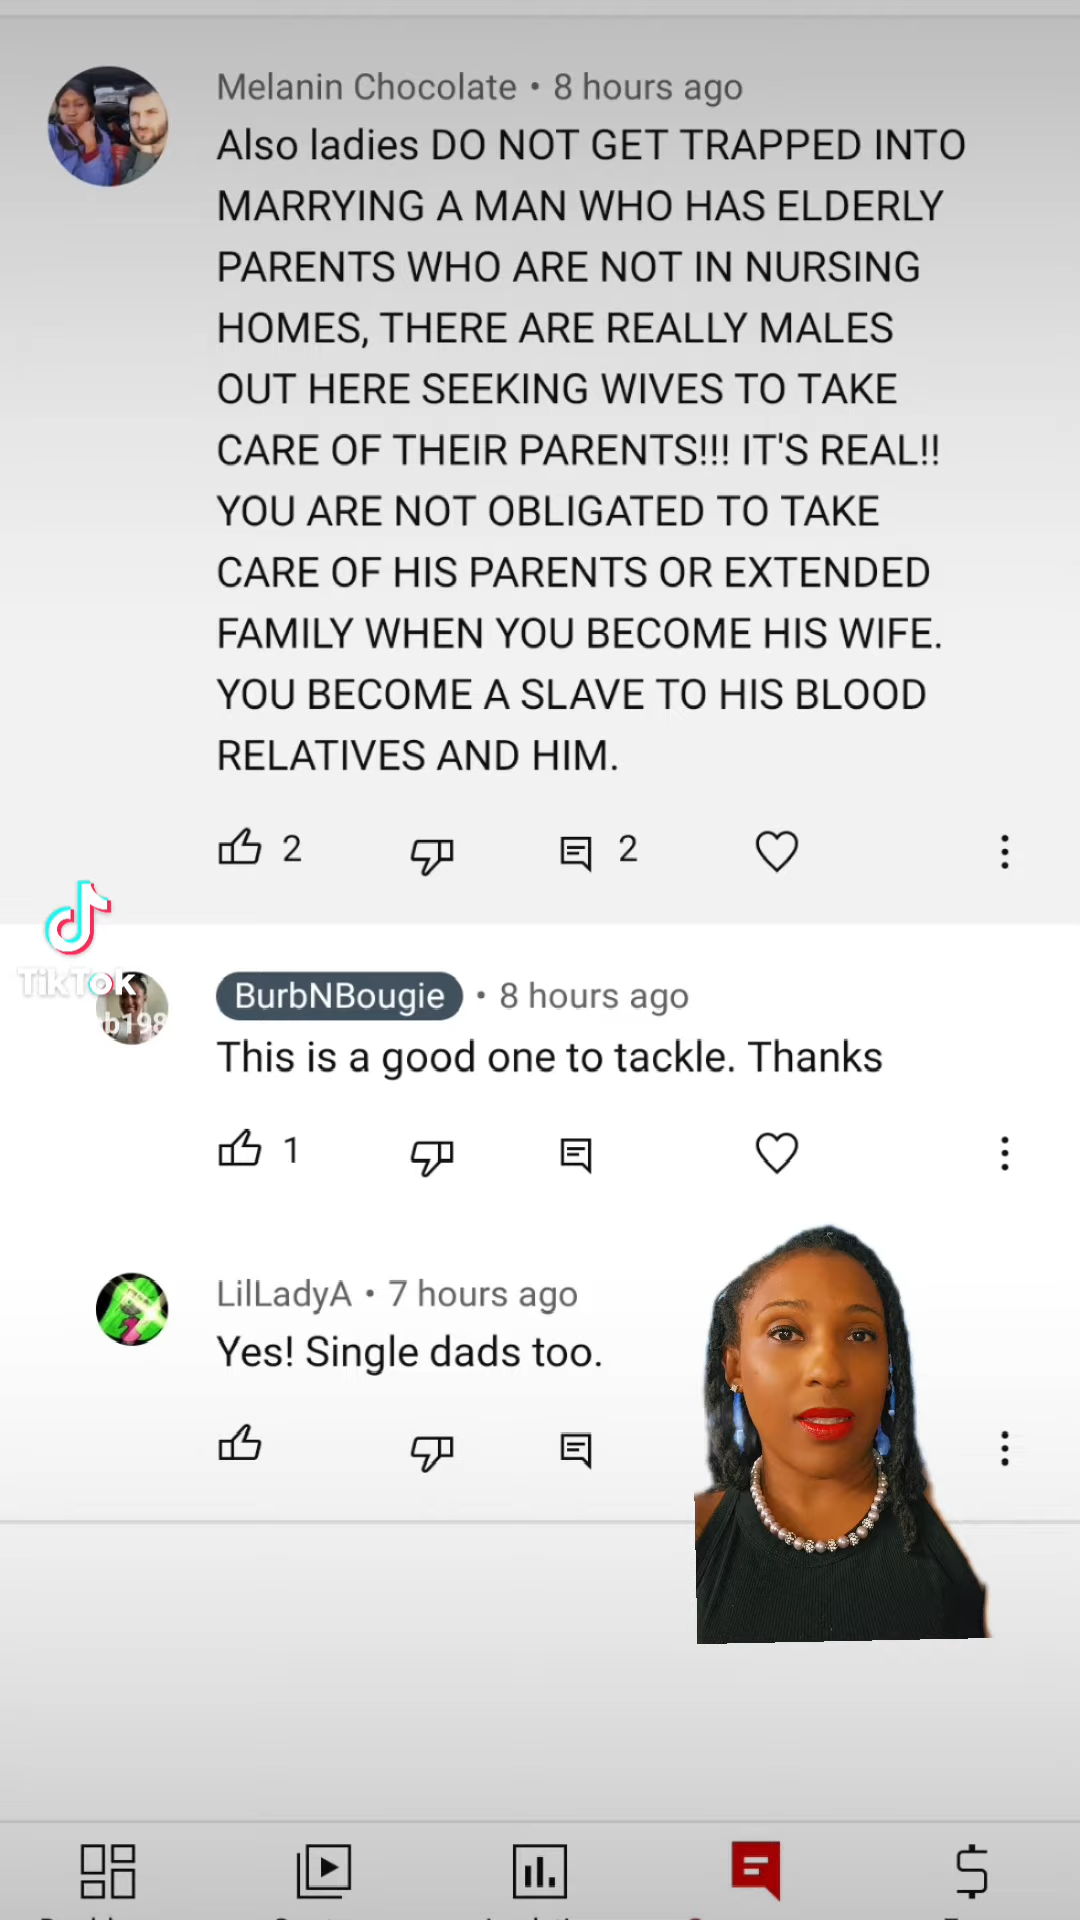 Melanin Chocolate • 8 hours ago
Also ladies DO NOT GET TRAPPED INTO
MARRYING A MAN WHO HAS ELDERLY
PARENTS WHO ARE NOT IN NURSING
HOMES, THERE ARE REALLY MALES
OUT HERE SEEKING WIVES TO TAKE
CARE OF THEIR PARENTS!!! IT'S REAL!!
YOU ARE NOT OBLIGATED TO TAKE
CARE OF HIS PARENTS OR EXTENDED
FAMILY WHEN YOU BECOME HIS WIFE.
YOU BECOME A SLAVE TO HIS BLOOD
RELATIVES AND HIM.
2 2
TikTok
BurbNBougie • 8 hours ago
This is a good one to tackle. Thanks
1
LilLadyA • 7 hours ago
Yes! Single dads too.